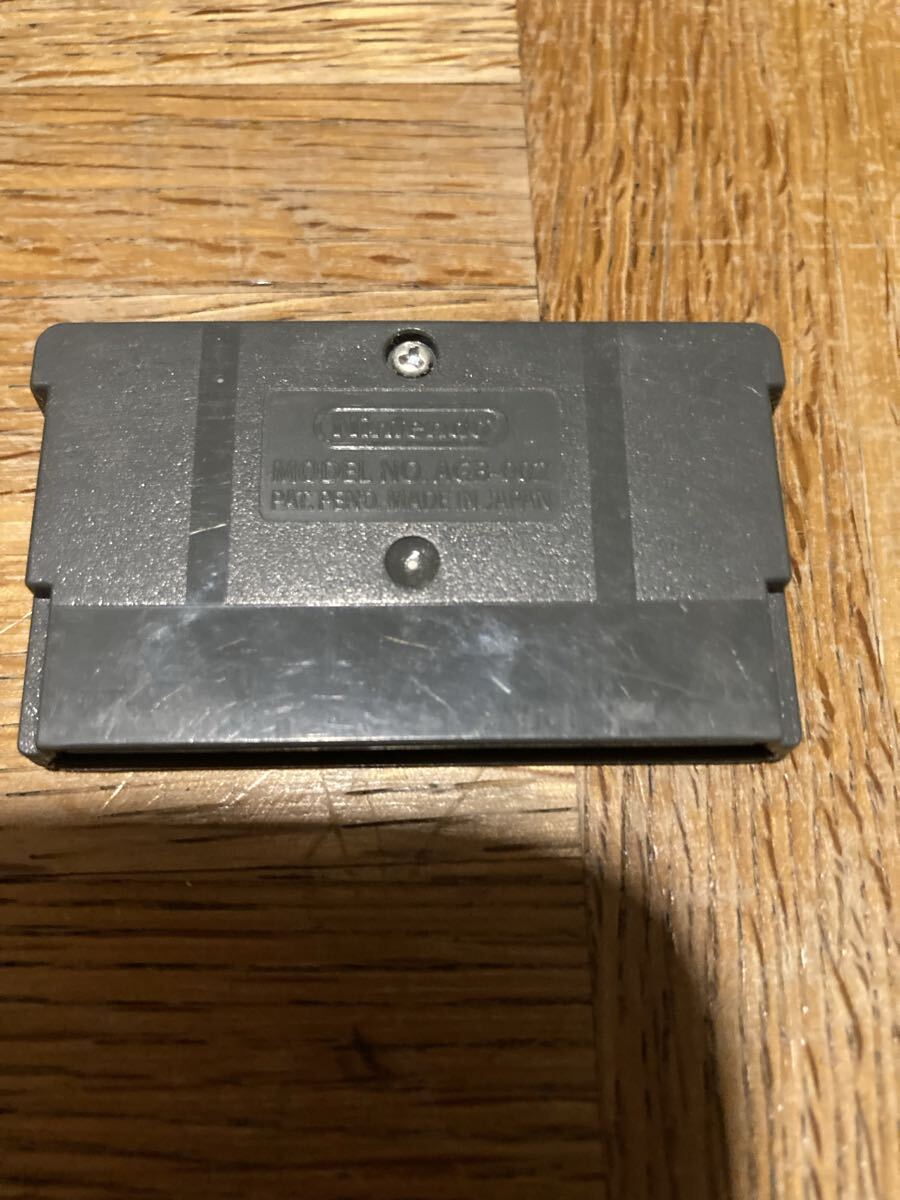 Nintendo
MODEL NO. AGB-002
PAT. PEND. MADE IN JAPAN